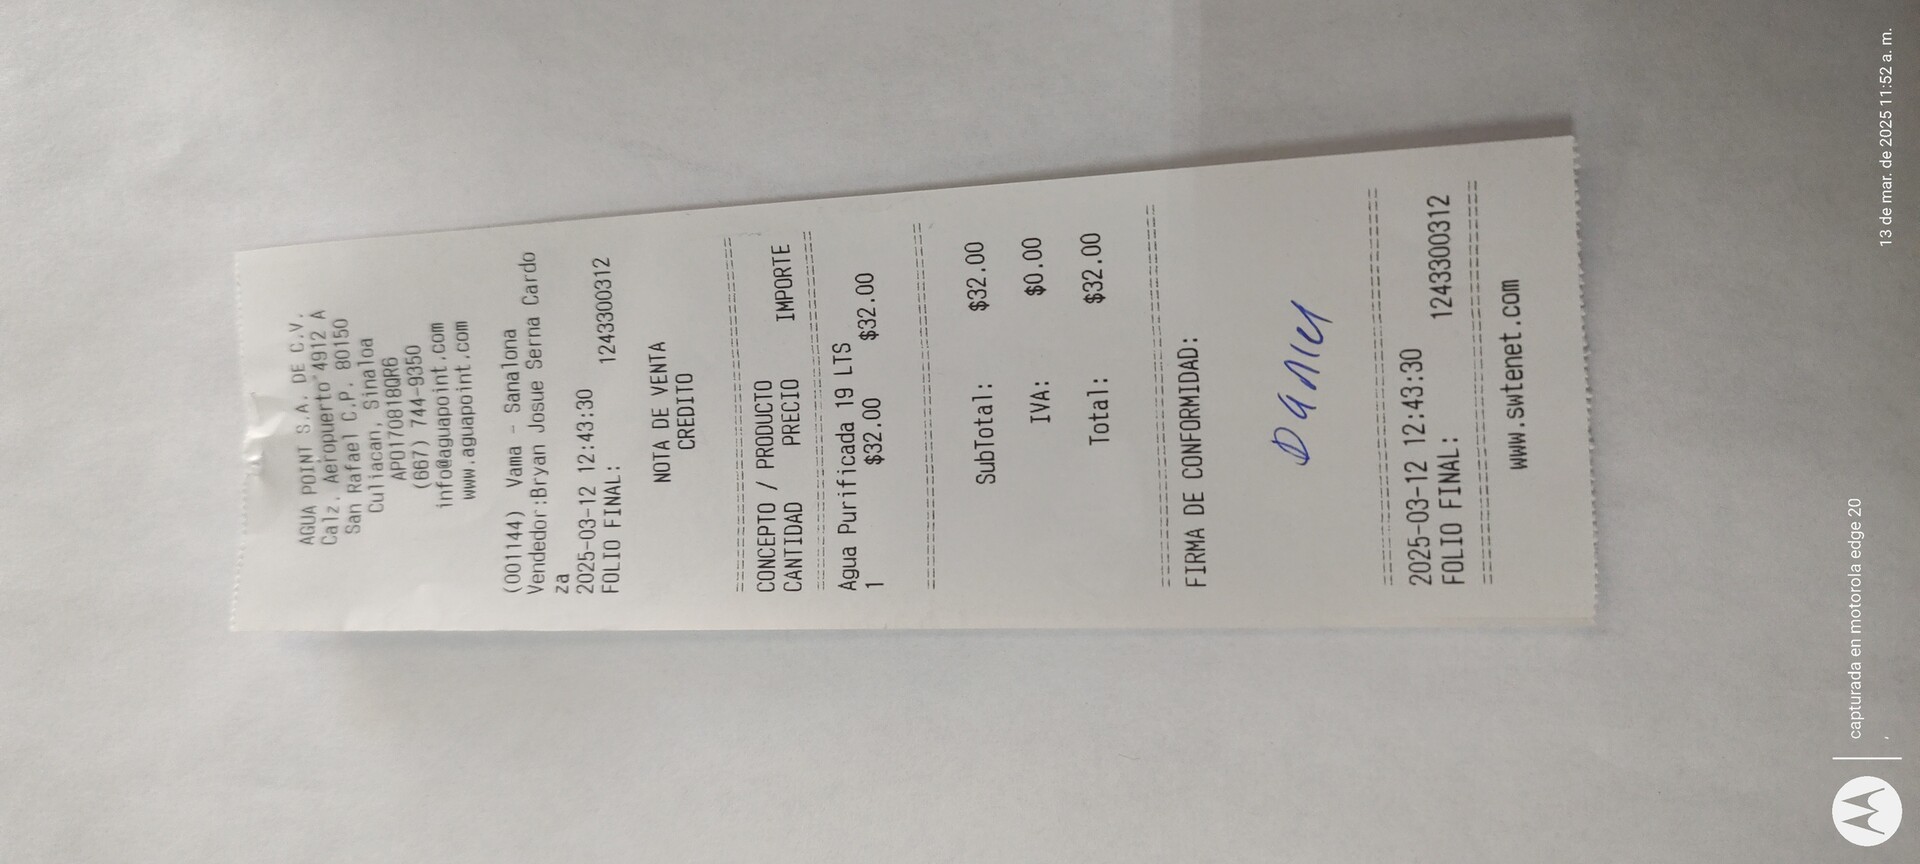 AGUA POINT S.A. DE C.V.
Calz. Aeropuerto 4912 A
San Rafael C.P. 80150
Culiacan, Sinaloa
APO170818QR6
(667) 744-9350
info@aguapoint.com
www.aguapoint.com
(001144) Vama - Sanalona
Vendedor:Bryan Josue Serna Cardo
za
2025-03-12 12:43:30
FOLIO FINAL: 1243300312
NOTA DE VENTA
CREDITO
CONCEPTO / PRODUCTO
CANTIDAD PRECIO IMPORTE
Agua Purificada 19 LTS
1 $32.00 $32.00
SubTotal: $32.00
IVA: $0.00
Total: $32.00
FIRMA DE CONFORMIDAD:
Daniel
2025-03-12 12:43:30
FOLIO FINAL: 1243300312
www.swtenet.com
capturada en motorola edge 20
13 de mar. de 2025 11:52 a. m.